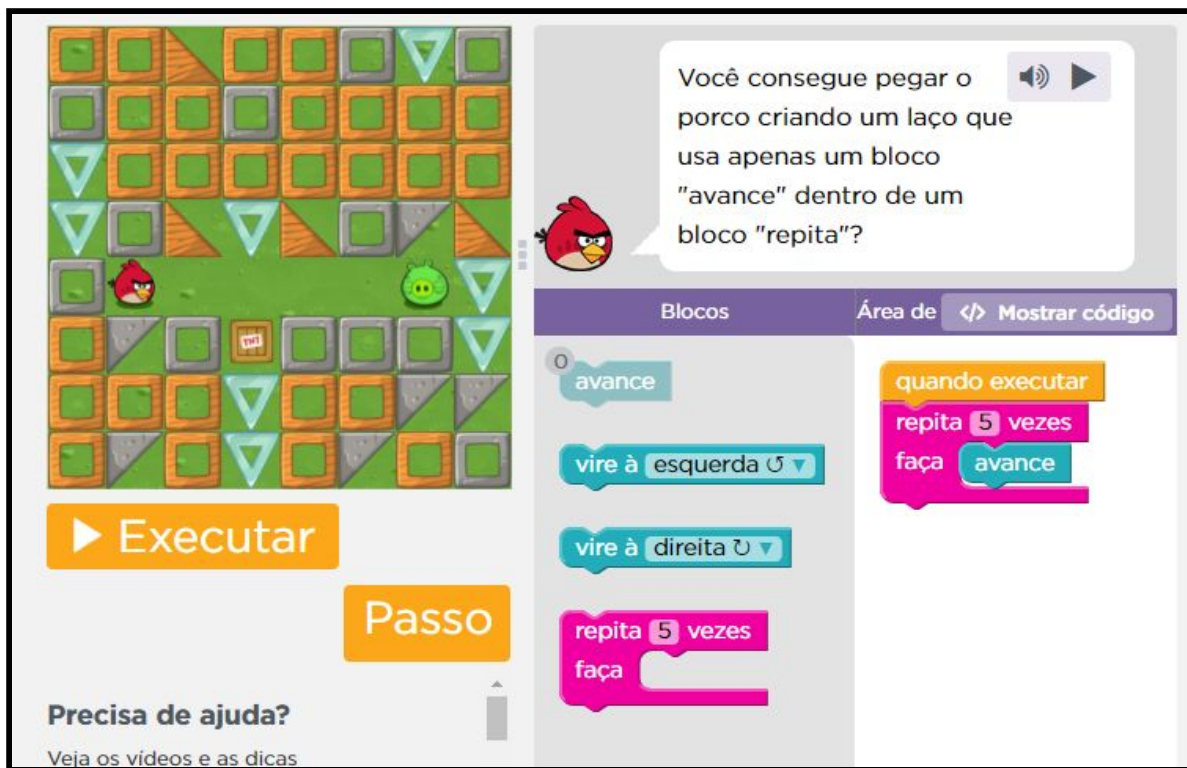 Você consegue pegar o
porco criando um laço que
usa apenas um bloco
"avance" dentro de um
bloco "repita"?
TNT
Blocos
Área de </> Mostrar código
0
avance
vire à esquerda ↺ ▼
vire à direita ↻ ▼
repita 5 vezes
faça
quando executar
repita 5 vezes
faça avance
Executar
Passo
Precisa de ajuda?
Veja os vídeos e as dicas